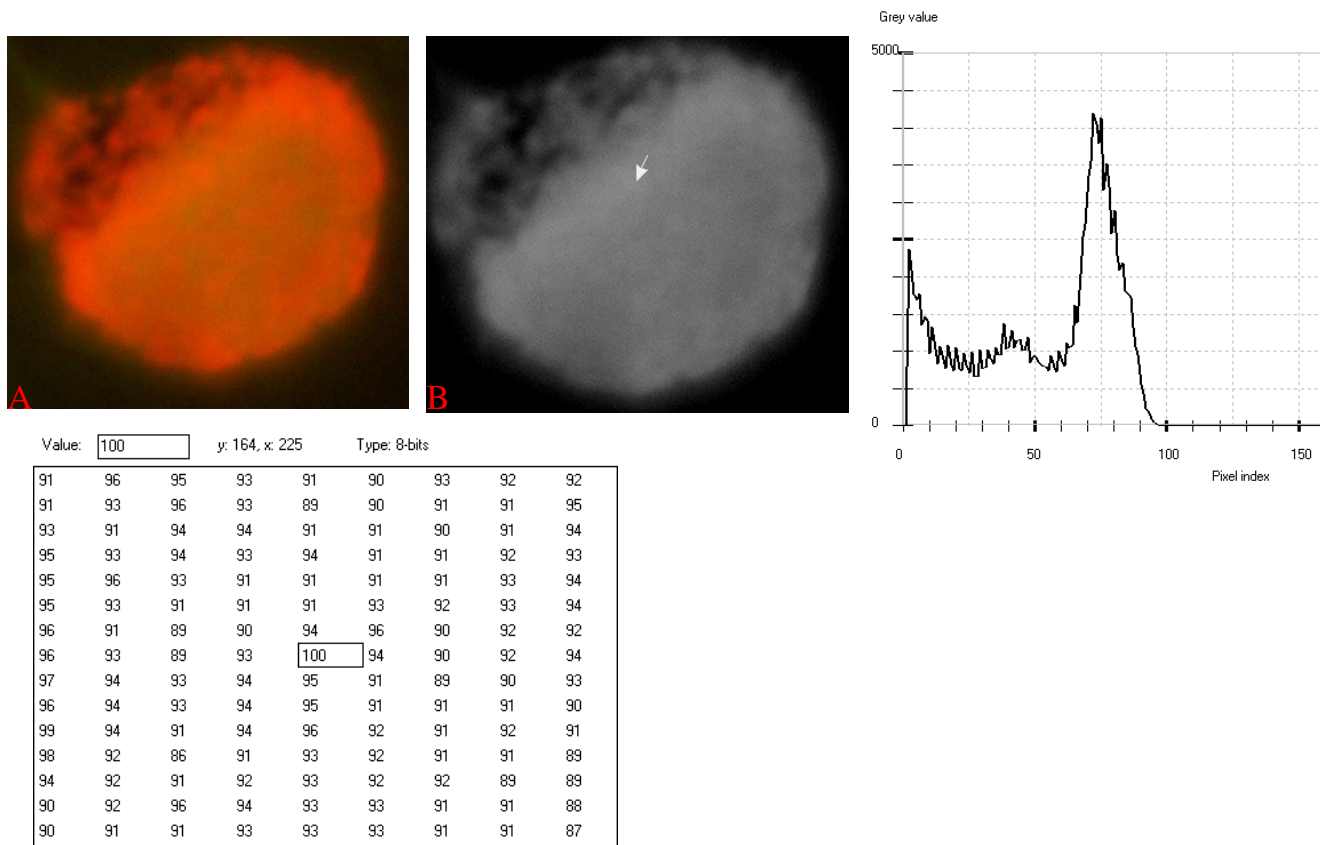 Grey value
5000
0
0 50 100 150
Pixel index
A
B
Value: 100 y: 164, x: 225 Type: 8-bits
91 96 95 93 91 90 93 92 92
91 93 96 93 89 90 91 91 95
93 91 94 94 91 91 90 91 94
95 93 94 93 94 91 91 92 93
95 96 93 91 91 91 91 93 94
95 93 91 91 91 93 92 93 94
96 91 89 90 94 96 90 92 92
96 93 89 93 100 94 90 92 94
97 94 93 94 95 91 89 90 93
96 94 93 94 95 91 91 91 90
99 94 91 94 96 92 91 92 91
98 92 86 91 93 92 91 91 89
94 92 91 92 93 92 92 89 89
90 92 96 94 93 93 91 91 88
90 91 91 93 93 93 91 91 87